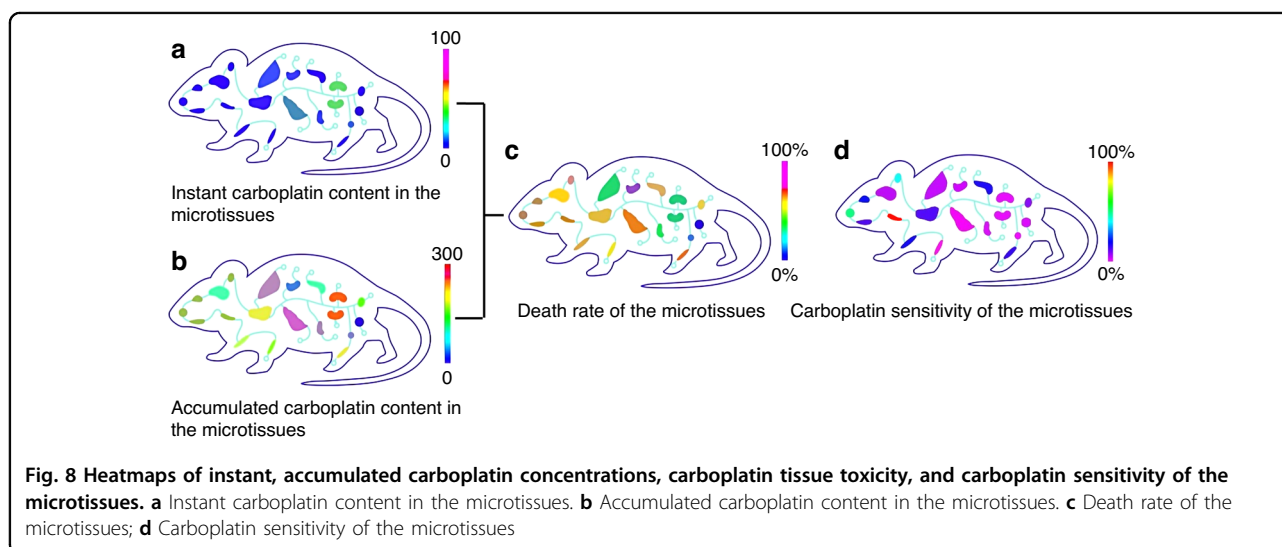 a
100
0
Instant carboplatin content in the
microtissues
b
300
0
Accumulated carboplatin content in
the microtissues
c
100%
0%
Death rate of the microtissues
d
100%
0%
Carboplatin sensitivity of the microtissues
Fig. 8 Heatmaps of instant, accumulated carboplatin concentrations, carboplatin tissue toxicity, and carboplatin sensitivity of the
microtissues. a Instant carboplatin content in the microtissues. b Accumulated carboplatin content in the microtissues. c Death rate of the
microtissues; d Carboplatin sensitivity of the microtissues